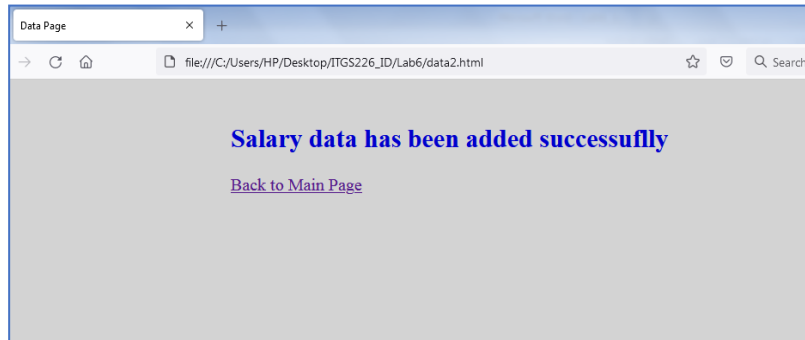 Data Page
file:///C:/Users/HP/Desktop/ITGS226_ID/Lab6/data2.html
Search
Salary data has been added successuflly
Back to Main Page